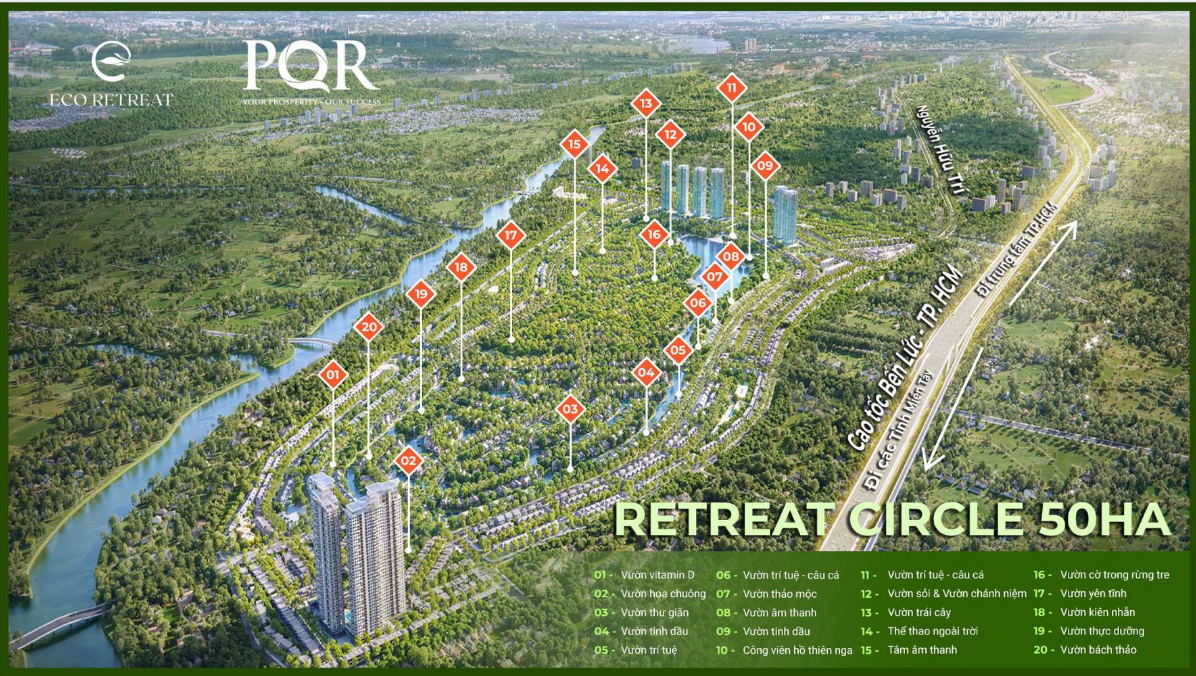 ECO RETREAT
PQR
YOUR PROSPERITY - OUR SUCCESS
11
13
10
12
15
09
14
Nguyễn Hữu Trí
17
16
Đi trung tâm TP.HCM
08
18
07
19
06
20
Cao tốc Bến Lức - TP. HCM
05
01
04
Đi các Tỉnh Miền Tây
03
02
RETREAT CIRCLE 50HA
01 - Vườn vitamin D
02 - Vườn hoa chuông
03 - Vườn thư giãn
04 - Vườn tinh dầu
05 - Vườn trí tuệ
06 - Vườn trí tuệ - câu cá
07 - Vườn thảo mộc
08 - Vườn âm thanh
09 - Vườn tinh dầu
10 - Công viên hồ thiên nga
11 - Vườn trí tuệ - câu cá
12 - Vườn sỏi & Vườn chánh niệm
13 - Vườn trái cây
14 - Thể thao ngoài trời
15 - Tắm âm thanh
16 - Vườn cờ trong rừng tre
17 - Vườn yên tĩnh
18 - Vườn kiên nhẫn
19 - Vườn thực dưỡng
20 - Vườn bách thảo